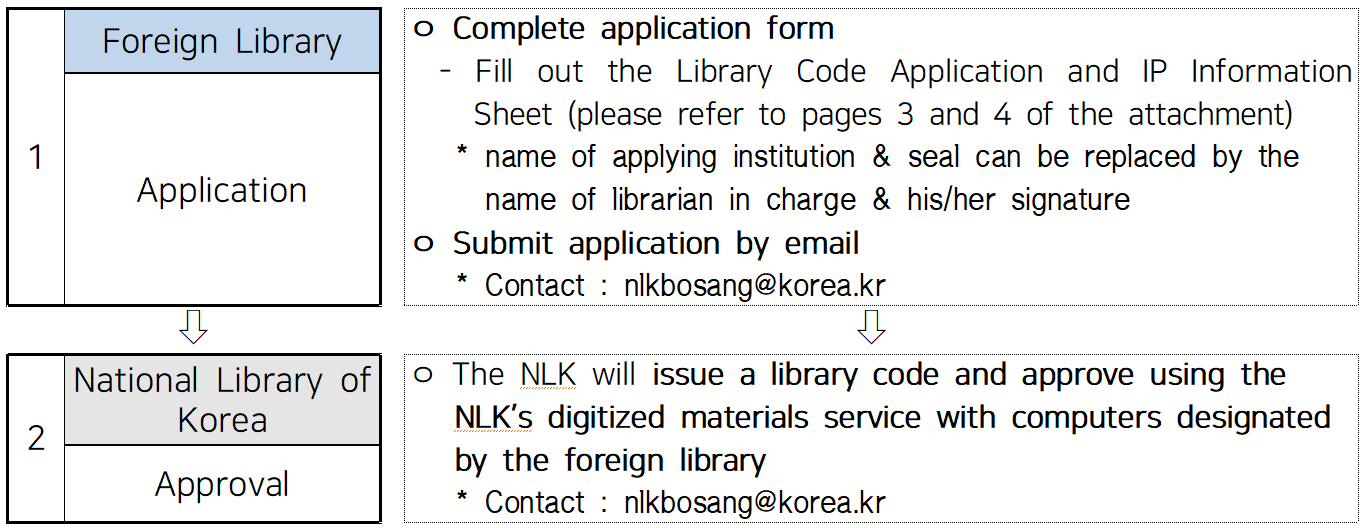 1
Foreign Library
Application
ㅇ Complete application form
- Fill out the Library Code Application and IP Information
Sheet (please refer to pages 3 and 4 of the attachment)
* name of applying institution & seal can be replaced by the
name of librarian in charge & his/her signature
ㅇ Submit application by email
* Contact : nlkbosang@korea.kr
2
National Library of
Korea
Approval
ㅇ The NLK will issue a library code and approve using the
NLK's digitized materials service with computers designated
by the foreign library
* Contact : nlkbosang@korea.kr